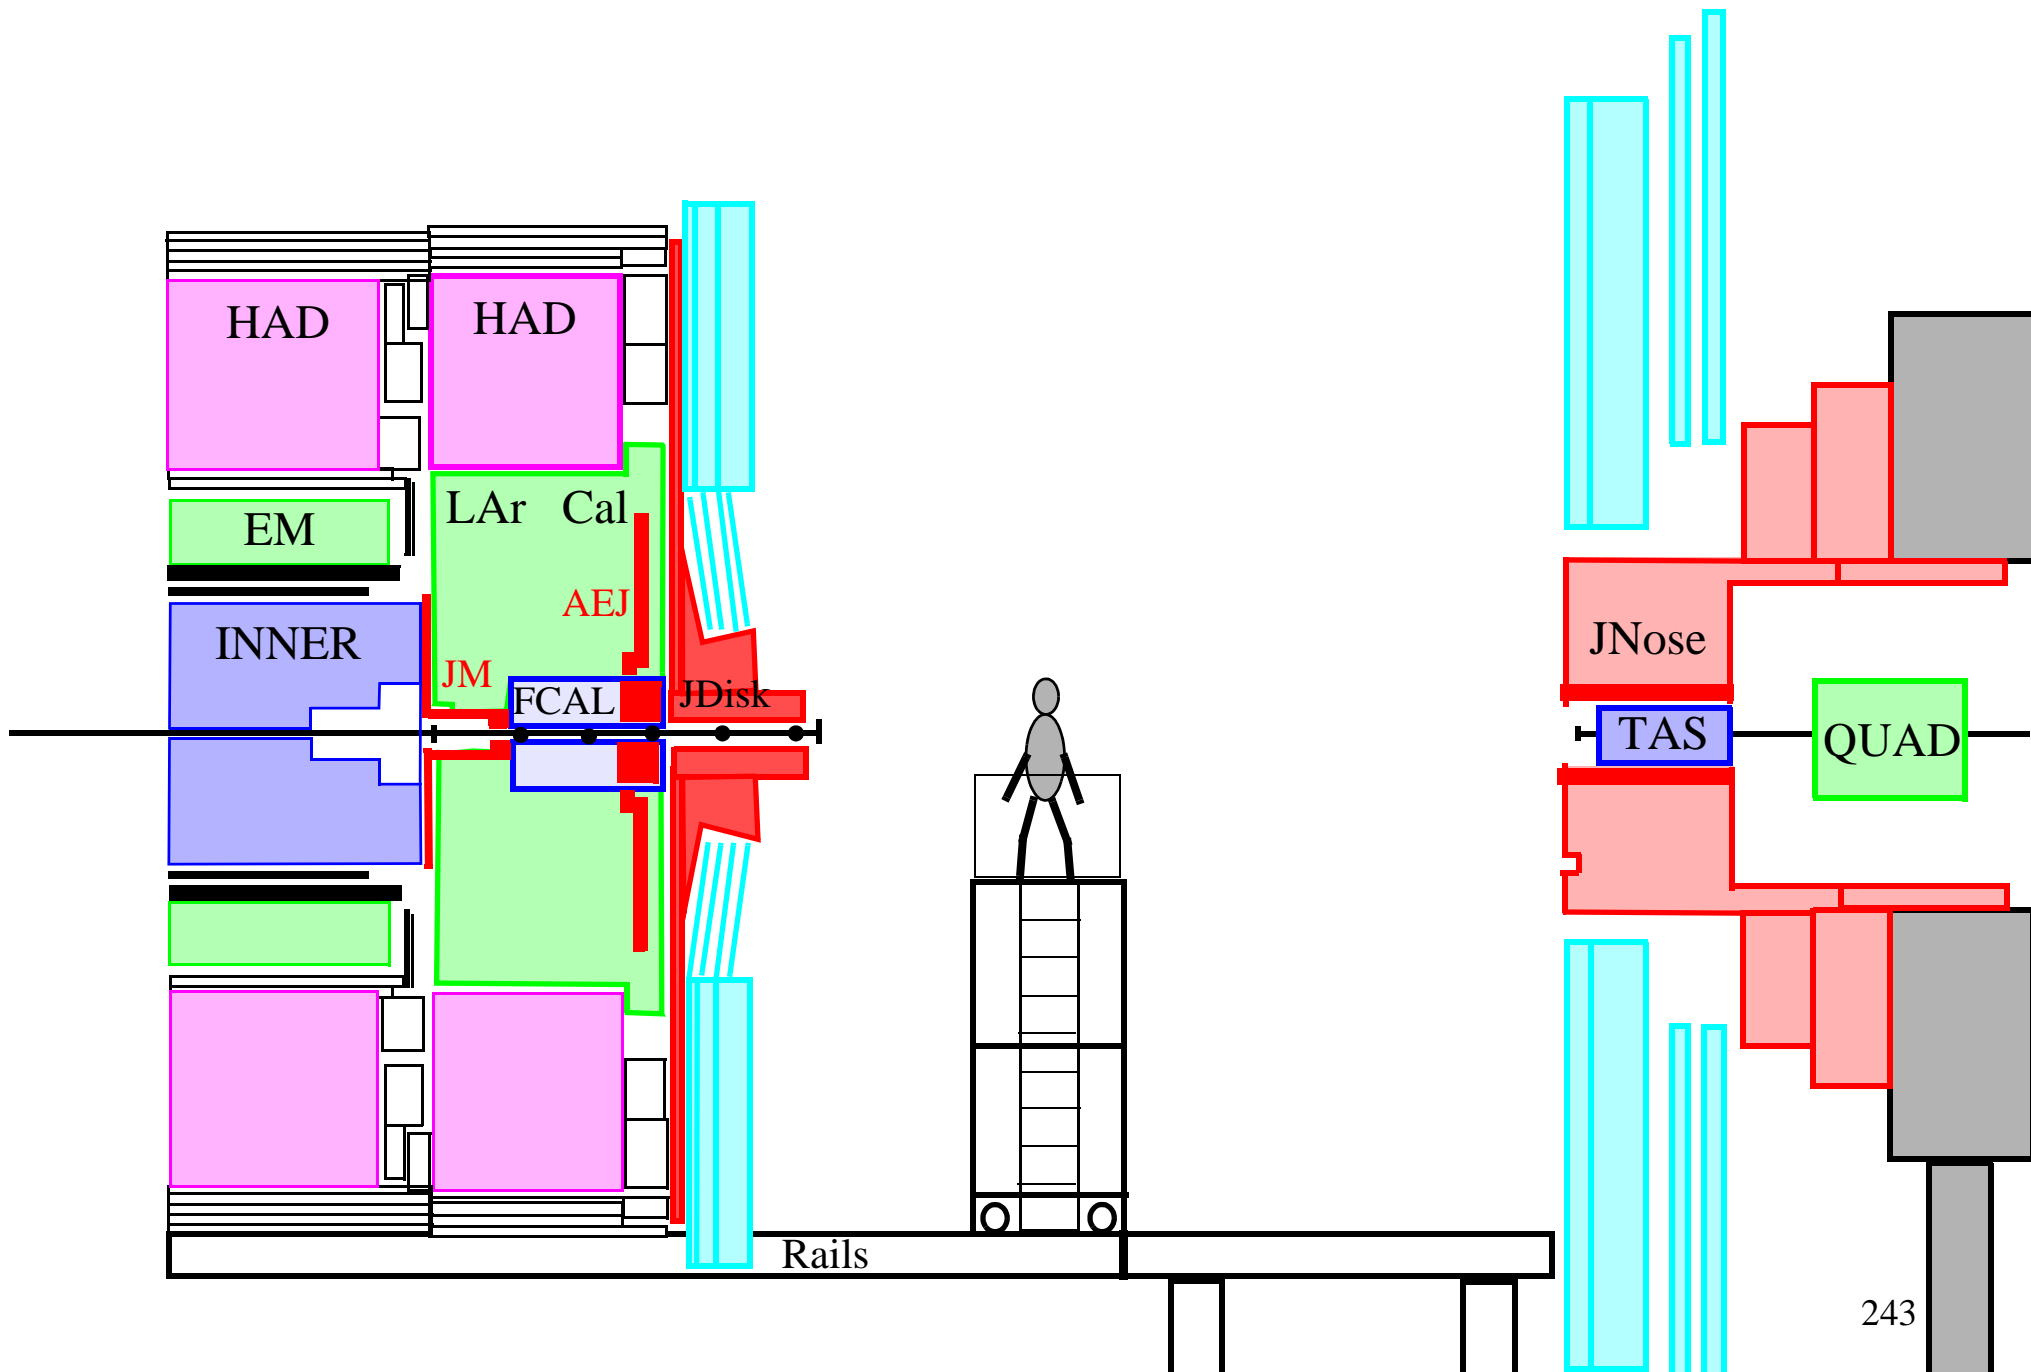 HAD
HAD
LAr Cal
EM
AEJ
INNER
JNose
JM
FCAL
JDisk
TAS
QUAD
Rails
243